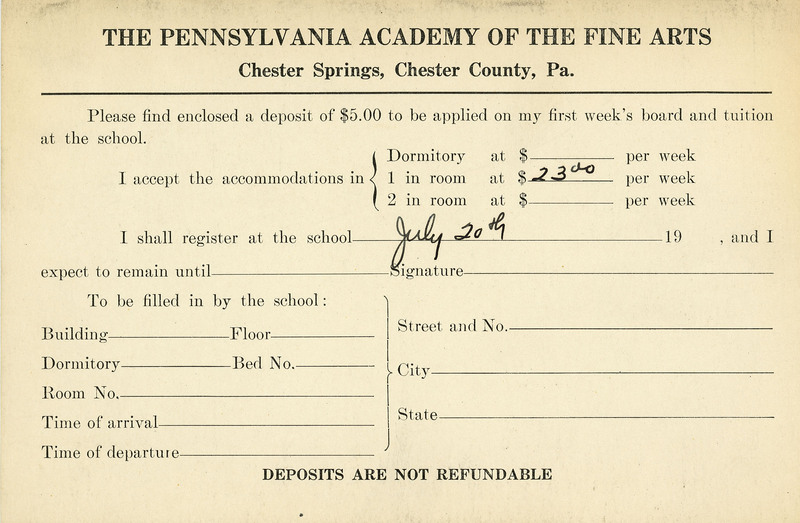 THE PENNSYLVANIA ACADEMY OF THE FINE ARTS
Chester Springs, Chester County, Pa.
Please find enclosed a deposit of $5.00 to be applied on my first week's board and tuition
at the school.
Dormitory at $ per week
I accept the accommodations in 1 in room at $ 23 00 per week
2 in room at $ per week
I shall register at the school July 20th 19 , and I
expect to remain until Signature
To be filled in by the school:
Building Floor
Dormitory Bed No.
Room No.
Time of arrival
Time of departure
Street and No.
City
State
DEPOSITS ARE NOT REFUNDABLE